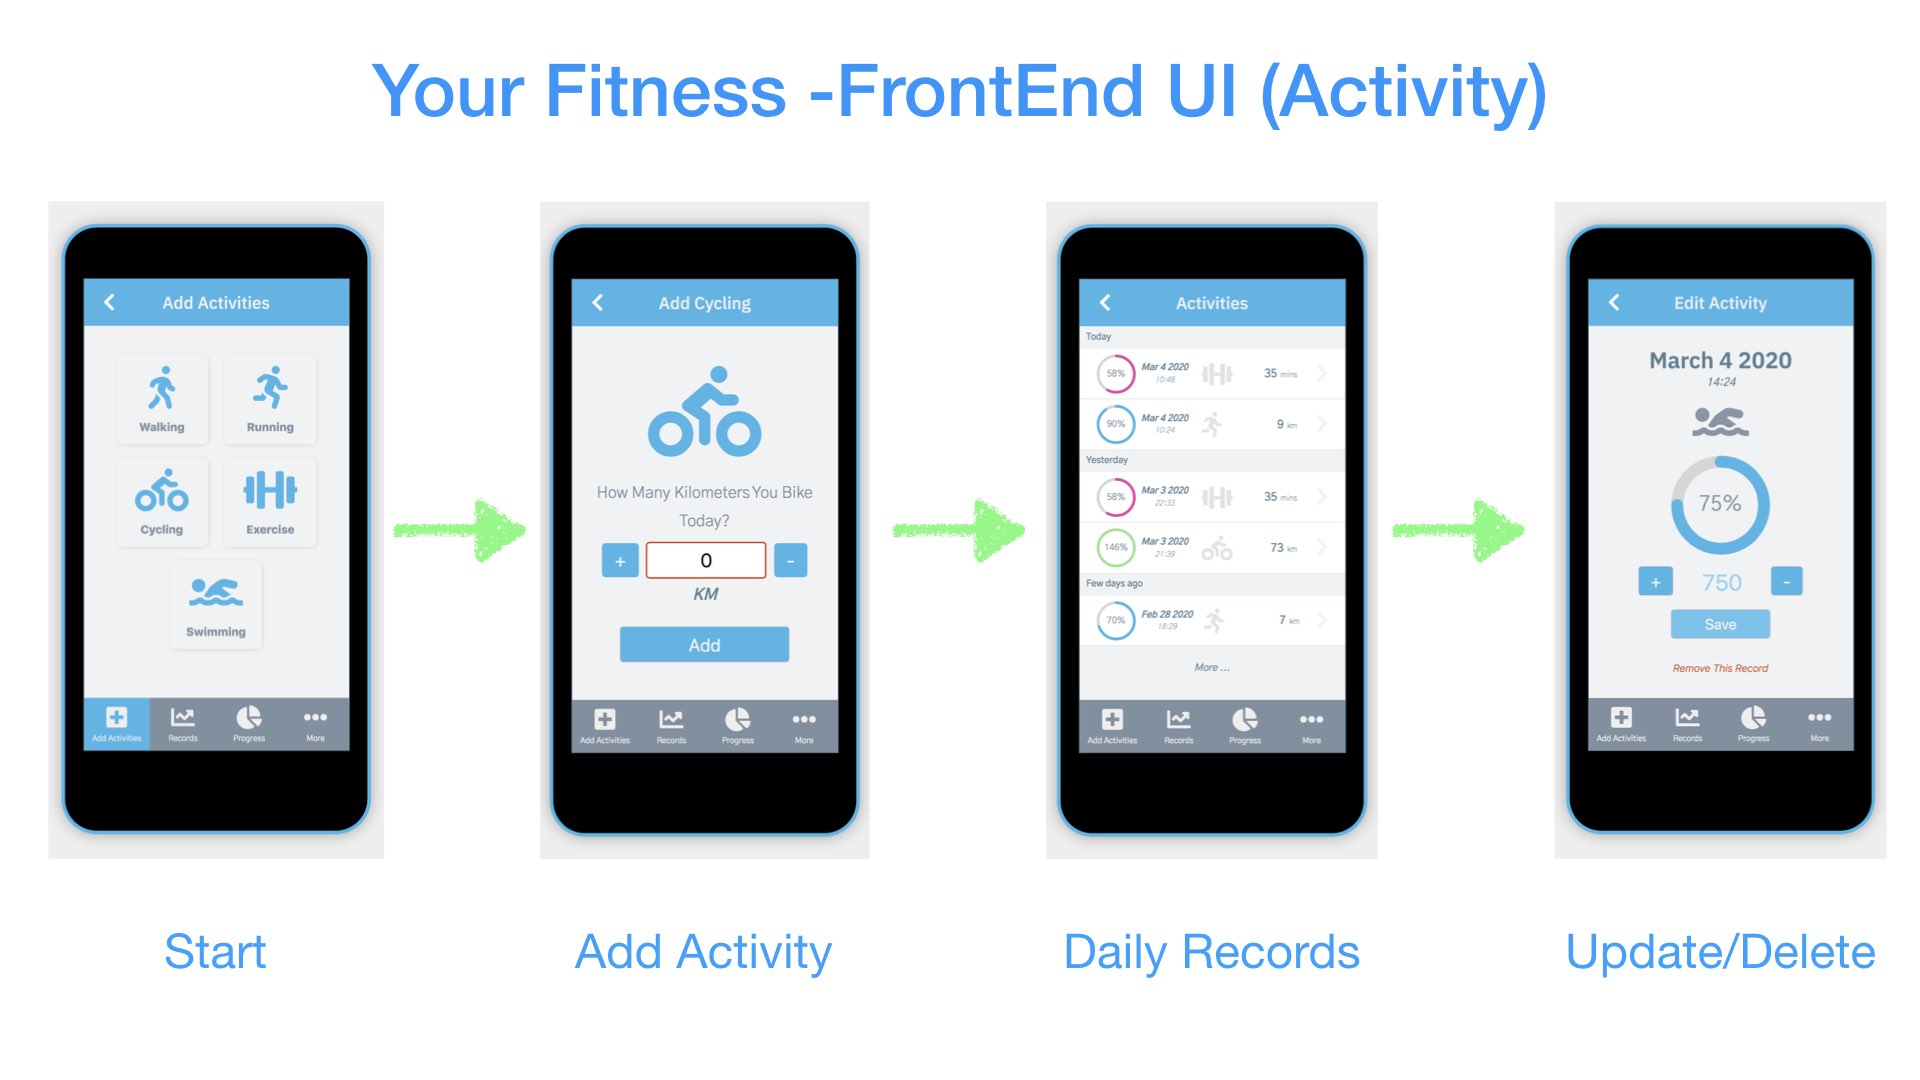 Your Fitness -FrontEnd UI (Activity)
Add Activities
Walking
Running
Cycling
Exercise
Swimming
Add Activities
Records
Progress
More
Add Cycling
How Many Kilometers You Bike
Today?
+
0
-
KM
Add
Add Activities
Records
Progress
More
Activities
Today
58%
Mar 4 2020
10:48
35 mins
90%
Mar 4 2020
10:24
9 km
Yesterday
58%
Mar 3 2020
22:33
35 mins
146%
Mar 3 2020
21:39
73 km
Few days ago
70%
Feb 28 2020
18:29
7 km
More ...
Add Activities
Records
Progress
More
Edit Activity
March 4 2020
14:24
75%
+
750
-
Save
Remove This Record
Add Activities
Records
Progress
More
Start
Add Activity
Daily Records
Update/Delete